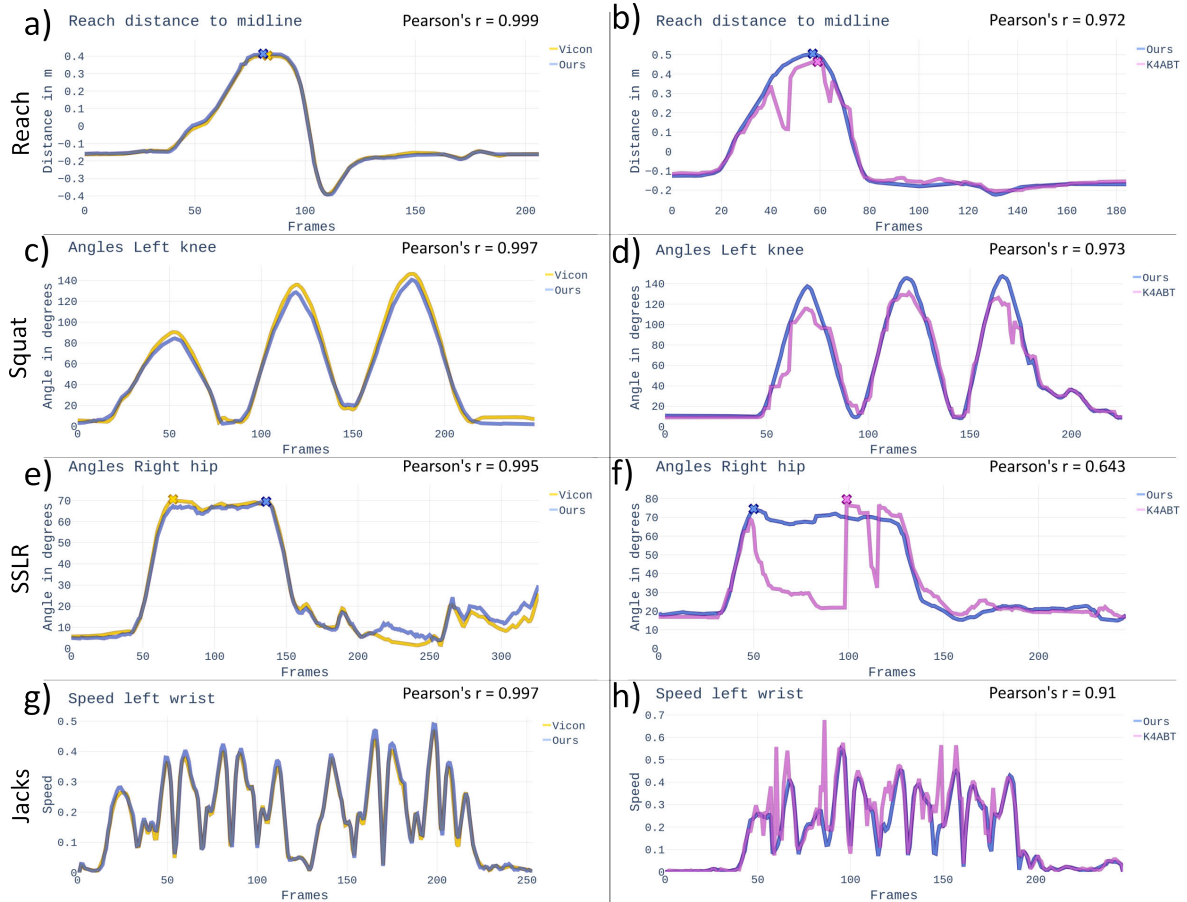 a) Reach distance to midline Pearson's r = 0.999
Vicon
Ours
Reach
Distance in m
0.4
0.3
0.2
0.1
0
−0.1
−0.2
−0.3
−0.4
0 50 100 150 200
Frames
b) Reach distance to midline Pearson's r = 0.972
Ours
K4ABT
Distance in m
0.5
0.4
0.3
0.2
0.1
0
−0.1
−0.2
0 20 40 60 80 100 120 140 160 180
Frames
c) Angles Left knee Pearson's r = 0.997
Vicon
Ours
Squat
Angle in degrees
140
120
100
80
60
40
20
0
0 50 100 150 200
Frames
d) Angles Left knee Pearson's r = 0.973
Ours
K4ABT
Angle in degrees
140
120
100
80
60
40
20
0
0 50 100 150 200
Frames
e) Angles Right hip Pearson's r = 0.995
Vicon
Ours
SSLR
Angle in degrees
70
60
50
40
30
20
10
0
0 50 100 150 200 250 300
Frames
f) Angles Right hip Pearson's r = 0.643
Ours
K4ABT
Angle in degrees
80
70
60
50
40
30
20
10
0
0 50 100 150 200
Frames
g) Speed left wrist Pearson's r = 0.997
Vicon
Ours
Jacks
Speed
0.5
0.4
0.3
0.2
0.1
0
0 50 100 150 200 250
Frames
h) Speed left wrist Pearson's r = 0.91
Ours
K4ABT
Speed
0.7
0.6
0.5
0.4
0.3
0.2
0.1
0
0 50 100 150 200
Frames